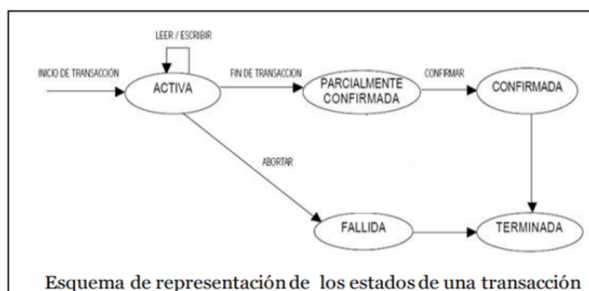 LEER / ESCRIBIR
INICIO DE TRANSACCIÓN
ACTIVA
FIN DE TRANSACCION
PARCIALMENTE
CONFIRMADA
CONFIRMAR
CONFIRMADA
ABORTAR
FALLIDA
TERMINADA
Esquema de representación de los estados de una transacción